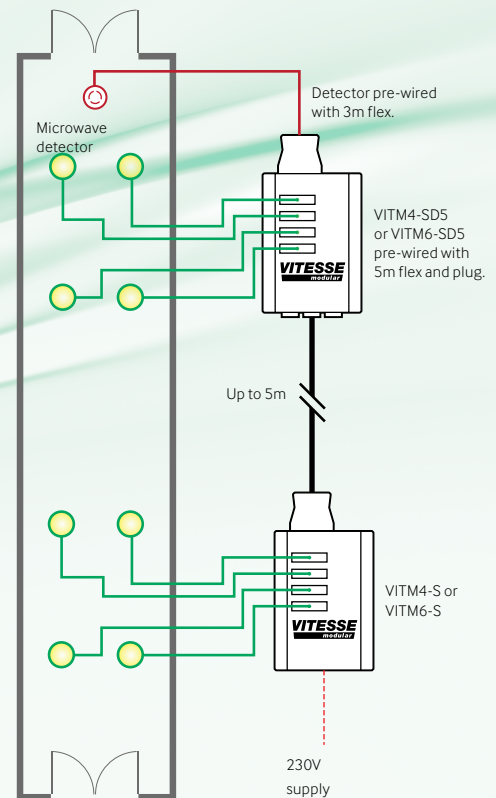 Detector pre-wired
with 3m flex.
Microwave
detector
VITM4-SD5
or VITM6-SD5
pre-wired with
5m flex and plug.
VITESSE
modular
Up to 5m
VITM4-S or
VITM6-S
VITESSE
modular
230V
supply